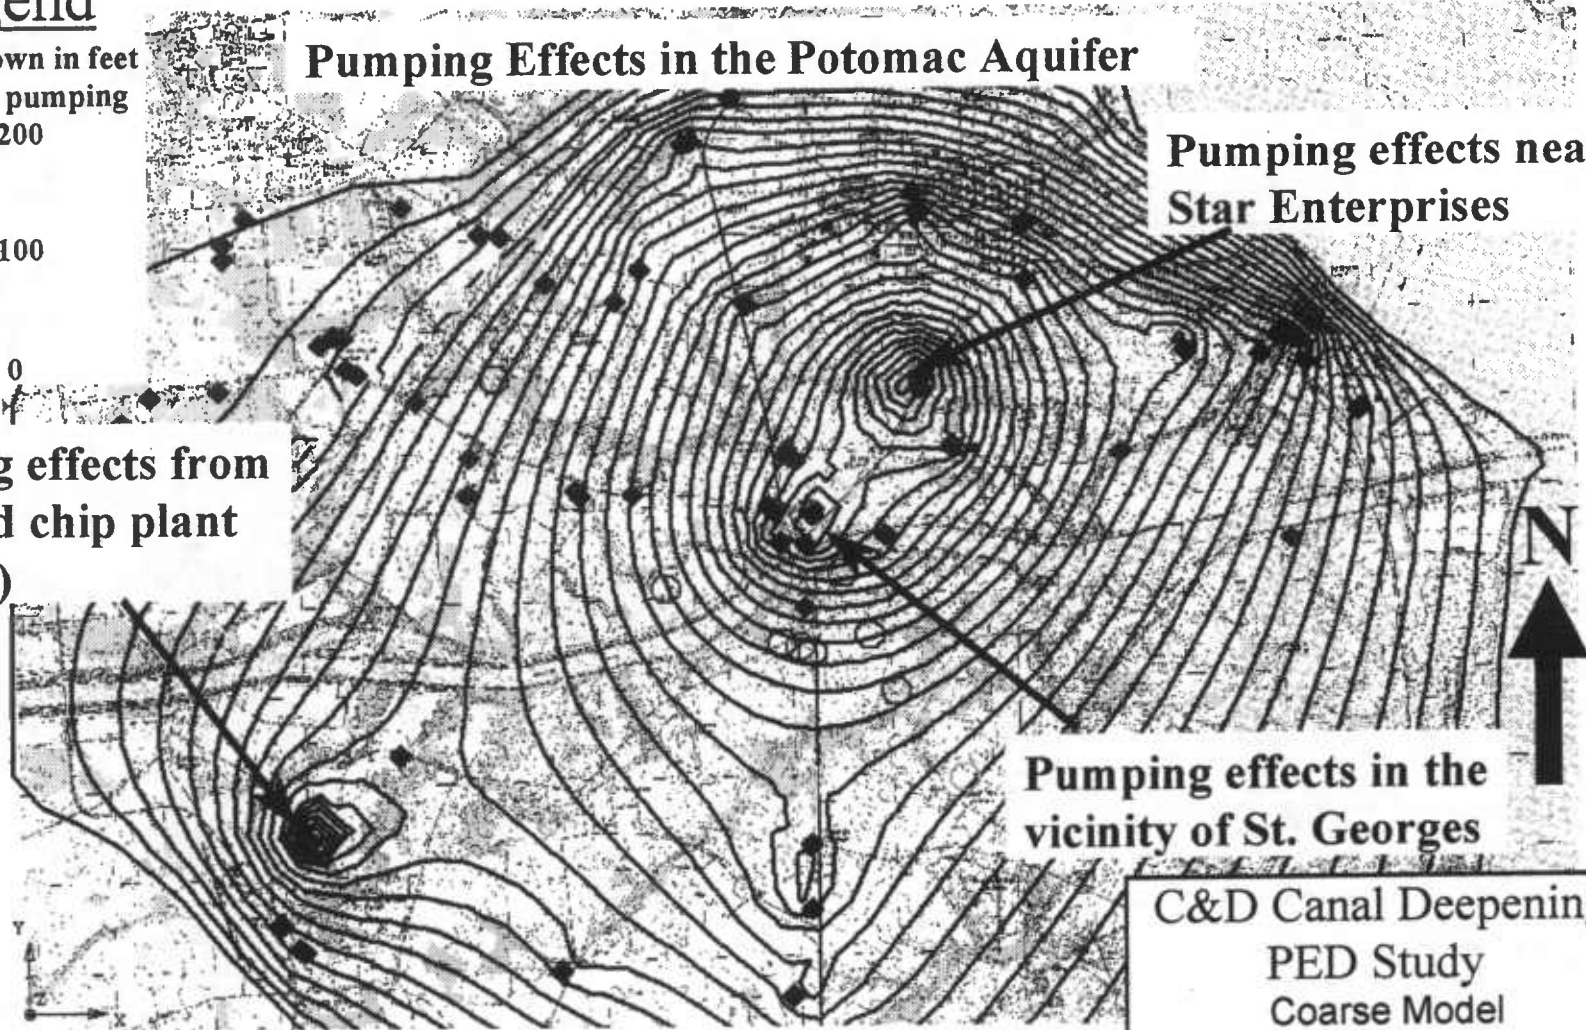 end
own in feet
pumping
200
100
0
Pumping Effects in the Potomac Aquifer
Pumping effects nea
Star Enterprises
g effects from
d chip plant
)
N
Pumping effects in the
vicinity of St. Georges
C&D Canal Deepenin
PED Study
Coarse Model
Y
Z
X